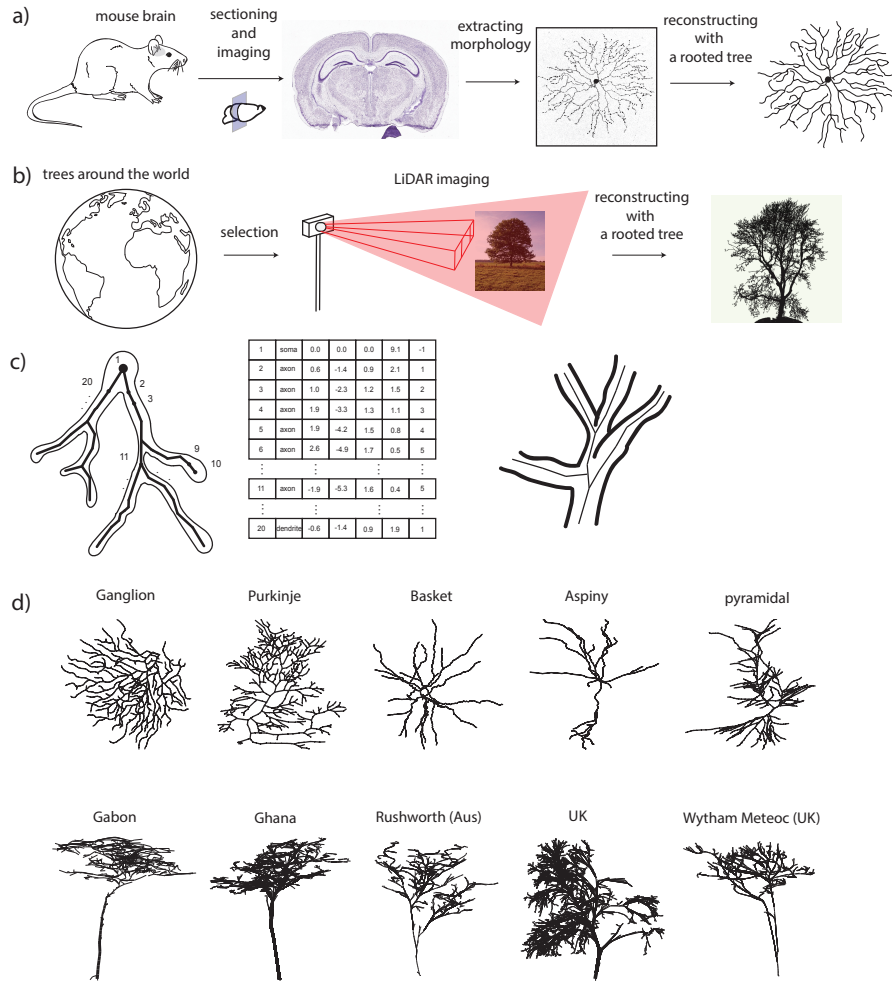 a)
mouse brain
sectioning
and
imaging
extracting
morphology
reconstructing
with
a rooted tree
b)
trees around the world
selection
LiDAR imaging
reconstructing
with
a rooted tree
c)
1
20
2
3
11
9
10
1 soma 0.0 0.0 0.0 9.1 -1
2 axon 0.6 -1.4 0.9 2.1 1
3 axon 1.0 -2.3 1.2 1.5 2
4 axon 1.9 -3.3 1.3 1.1 3
5 axon 1.9 -4.2 1.5 0.8 4
6 axon 2.6 -4.9 1.7 0.5 5
11 axon -1.9 -5.3 1.6 0.4 5
20 dendrite -0.6 -1.4 0.9 1.9 1
d)
Ganglion
Purkinje
Basket
Aspiny
pyramidal
Gabon
Ghana
Rushworth (Aus)
UK
Wytham Meteoc (UK)